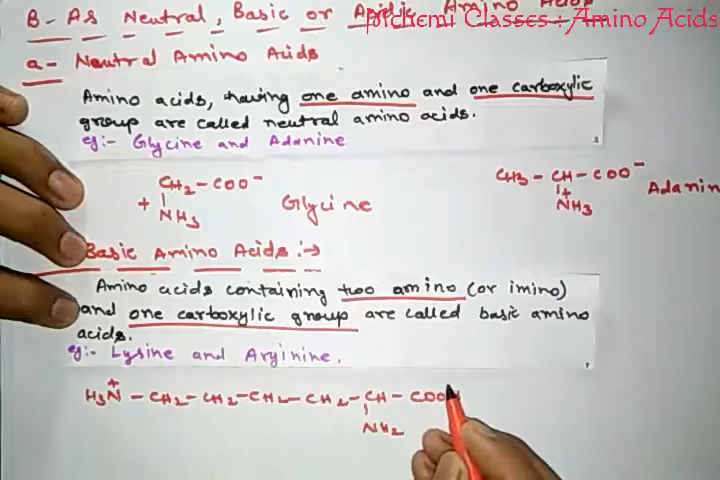 B- As Neutral, Basic or Acidic Amino Acids
Bichemi Classes: Amino Acids
a- Neutral Amino Acids
Amino acids, having one amino and one carboxylic
group are called neutral amino acids.
eg:- Glycine and Adanine
CH2-COO-
+NH3
Glycine
CH3-CH-COO-
+
NH3
Adanin
Basic Amino Acids :→
Amino acids containing two amino (or imino)
and one carboxylic group are called basic amino
acids.
eg:- Lysine and Arginine.
H3N+-CH2-CH2-CH2-CH2-CH-COO
NH2